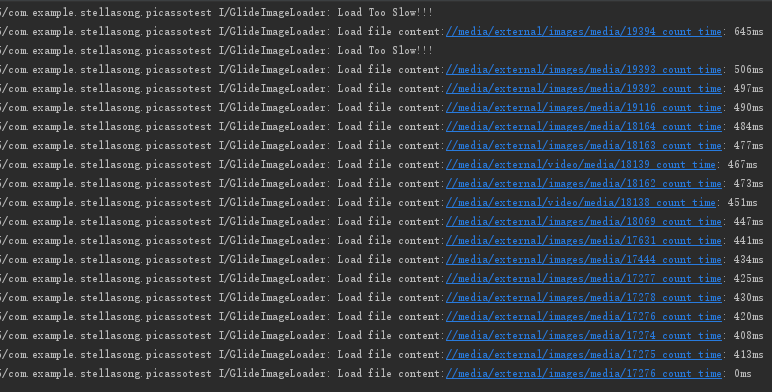 5/com.example.stellasong.picassotest I/GlideImageLoader: Load Too Slow!!!
5/com.example.stellasong.picassotest I/GlideImageLoader: Load file content://media/external/images/media/19394 count time: 645ms
5/com.example.stellasong.picassotest I/GlideImageLoader: Load Too Slow!!!
5/com.example.stellasong.picassotest I/GlideImageLoader: Load file content://media/external/images/media/19393 count time: 506ms
5/com.example.stellasong.picassotest I/GlideImageLoader: Load file content://media/external/images/media/19392 count time: 497ms
5/com.example.stellasong.picassotest I/GlideImageLoader: Load file content://media/external/images/media/19116 count time: 490ms
5/com.example.stellasong.picassotest I/GlideImageLoader: Load file content://media/external/images/media/18164 count time: 484ms
5/com.example.stellasong.picassotest I/GlideImageLoader: Load file content://media/external/images/media/18163 count time: 477ms
5/com.example.stellasong.picassotest I/GlideImageLoader: Load file content://media/external/video/media/18139 count time: 467ms
5/com.example.stellasong.picassotest I/GlideImageLoader: Load file content://media/external/images/media/18162 count time: 473ms
5/com.example.stellasong.picassotest I/GlideImageLoader: Load file content://media/external/video/media/18138 count time: 451ms
5/com.example.stellasong.picassotest I/GlideImageLoader: Load file content://media/external/images/media/18069 count time: 447ms
5/com.example.stellasong.picassotest I/GlideImageLoader: Load file content://media/external/images/media/17631 count time: 441ms
5/com.example.stellasong.picassotest I/GlideImageLoader: Load file content://media/external/images/media/17444 count time: 434ms
5/com.example.stellasong.picassotest I/GlideImageLoader: Load file content://media/external/images/media/17277 count time: 425ms
5/com.example.stellasong.picassotest I/GlideImageLoader: Load file content://media/external/images/media/17278 count time: 430ms
5/com.example.stellasong.picassotest I/GlideImageLoader: Load file content://media/external/images/media/17276 count time: 420ms
5/com.example.stellasong.picassotest I/GlideImageLoader: Load file content://media/external/images/media/17274 count time: 408ms
5/com.example.stellasong.picassotest I/GlideImageLoader: Load file content://media/external/images/media/17275 count time: 413ms
5/com.example.stellasong.picassotest I/GlideImageLoader: Load file content://media/external/images/media/17276 count time: 0ms